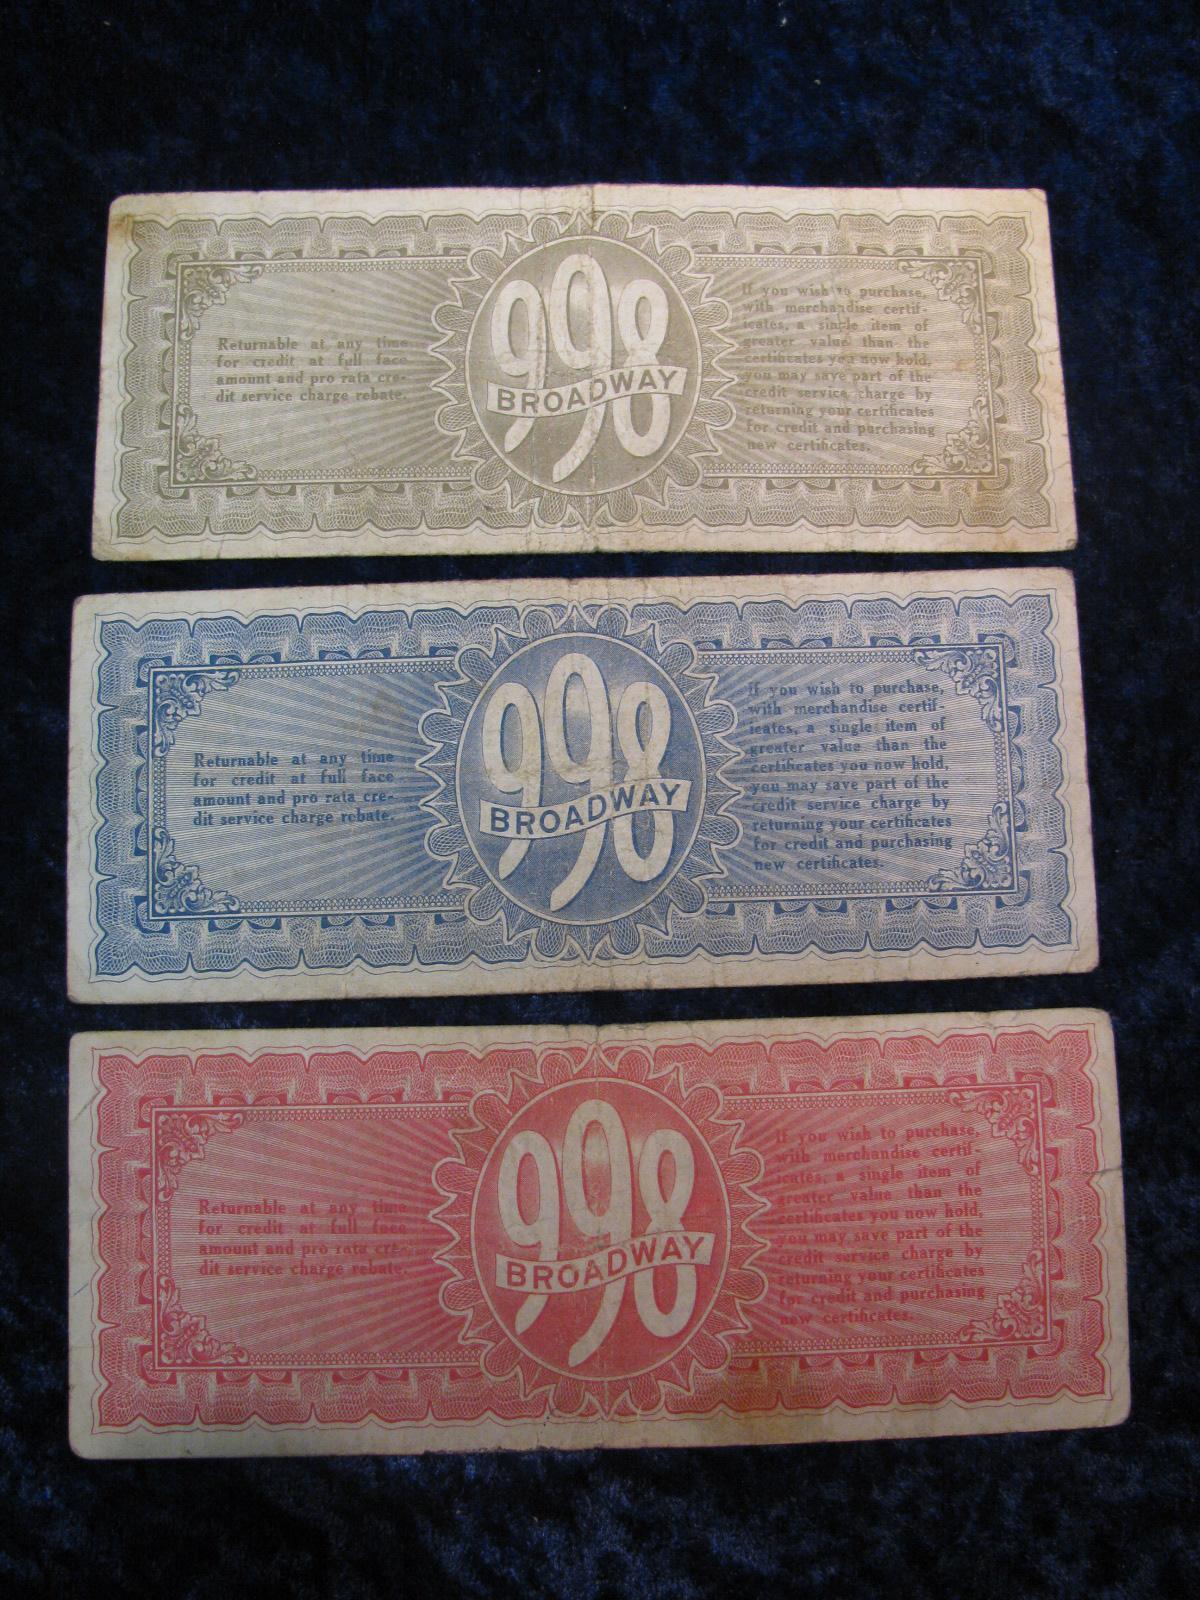 Returnable at any time
for credit at full face
amount and pro rata cre-
dit service charge rebate.
998
BROADWAY
If you wish to purchase,
with merchandise certif-
icates, a single item of
greater value than the
certificates you now hold,
you may save part of the
credit service charge by
returning your certificates
for credit and purchasing
new certificates.
Returnable at any time
for credit at full face
amount and pro rata cre-
dit service charge rebate.
998
BROADWAY
If you wish to purchase,
with merchandise certif-
icates, a single item of
greater value than the
certificates you now hold,
you may save part of the
credit service charge by
returning your certificates
for credit and purchasing
new certificates.
Returnable at any time
for credit at full face
amount and pro rata cre-
dit service charge rebate.
998
BROADWAY
If you wish to purchase,
with merchandise certif-
icates, a single item of
greater value than the
certificates you now hold,
you may save part of the
credit service charge by
returning your certificates
for credit and purchasing
new certificates.